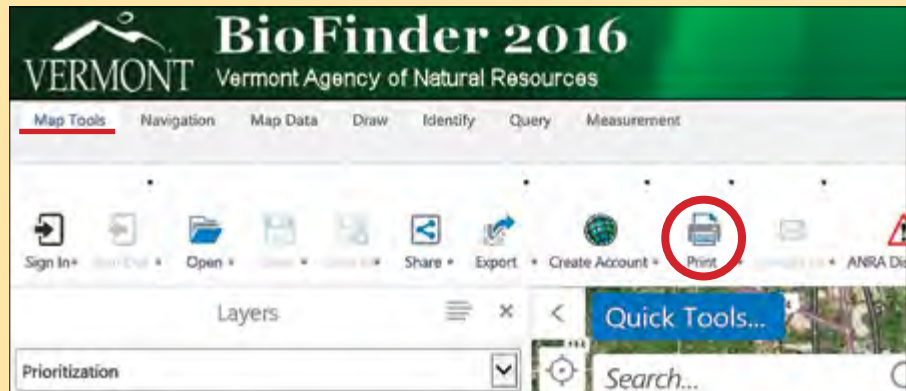 BioFinder 2016
VERMONT Vermont Agency of Natural Resources
Map Tools Navigation Map Data Draw Identify Query Measurement
Sign In Open Share Export Create Account Print ANRA Dis
Layers
Quick Tools...
Prioritization
Search...